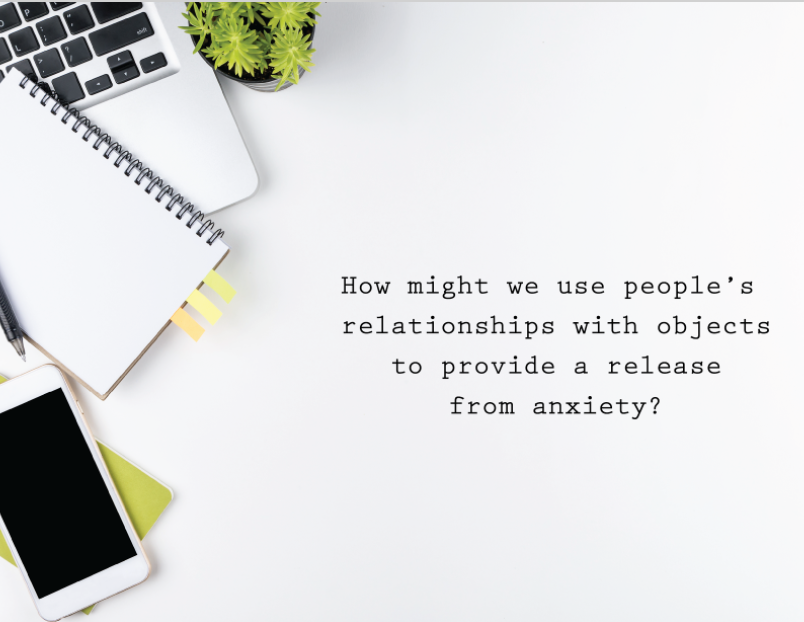 How might we use people's
relationships with objects
to provide a release
from anxiety?